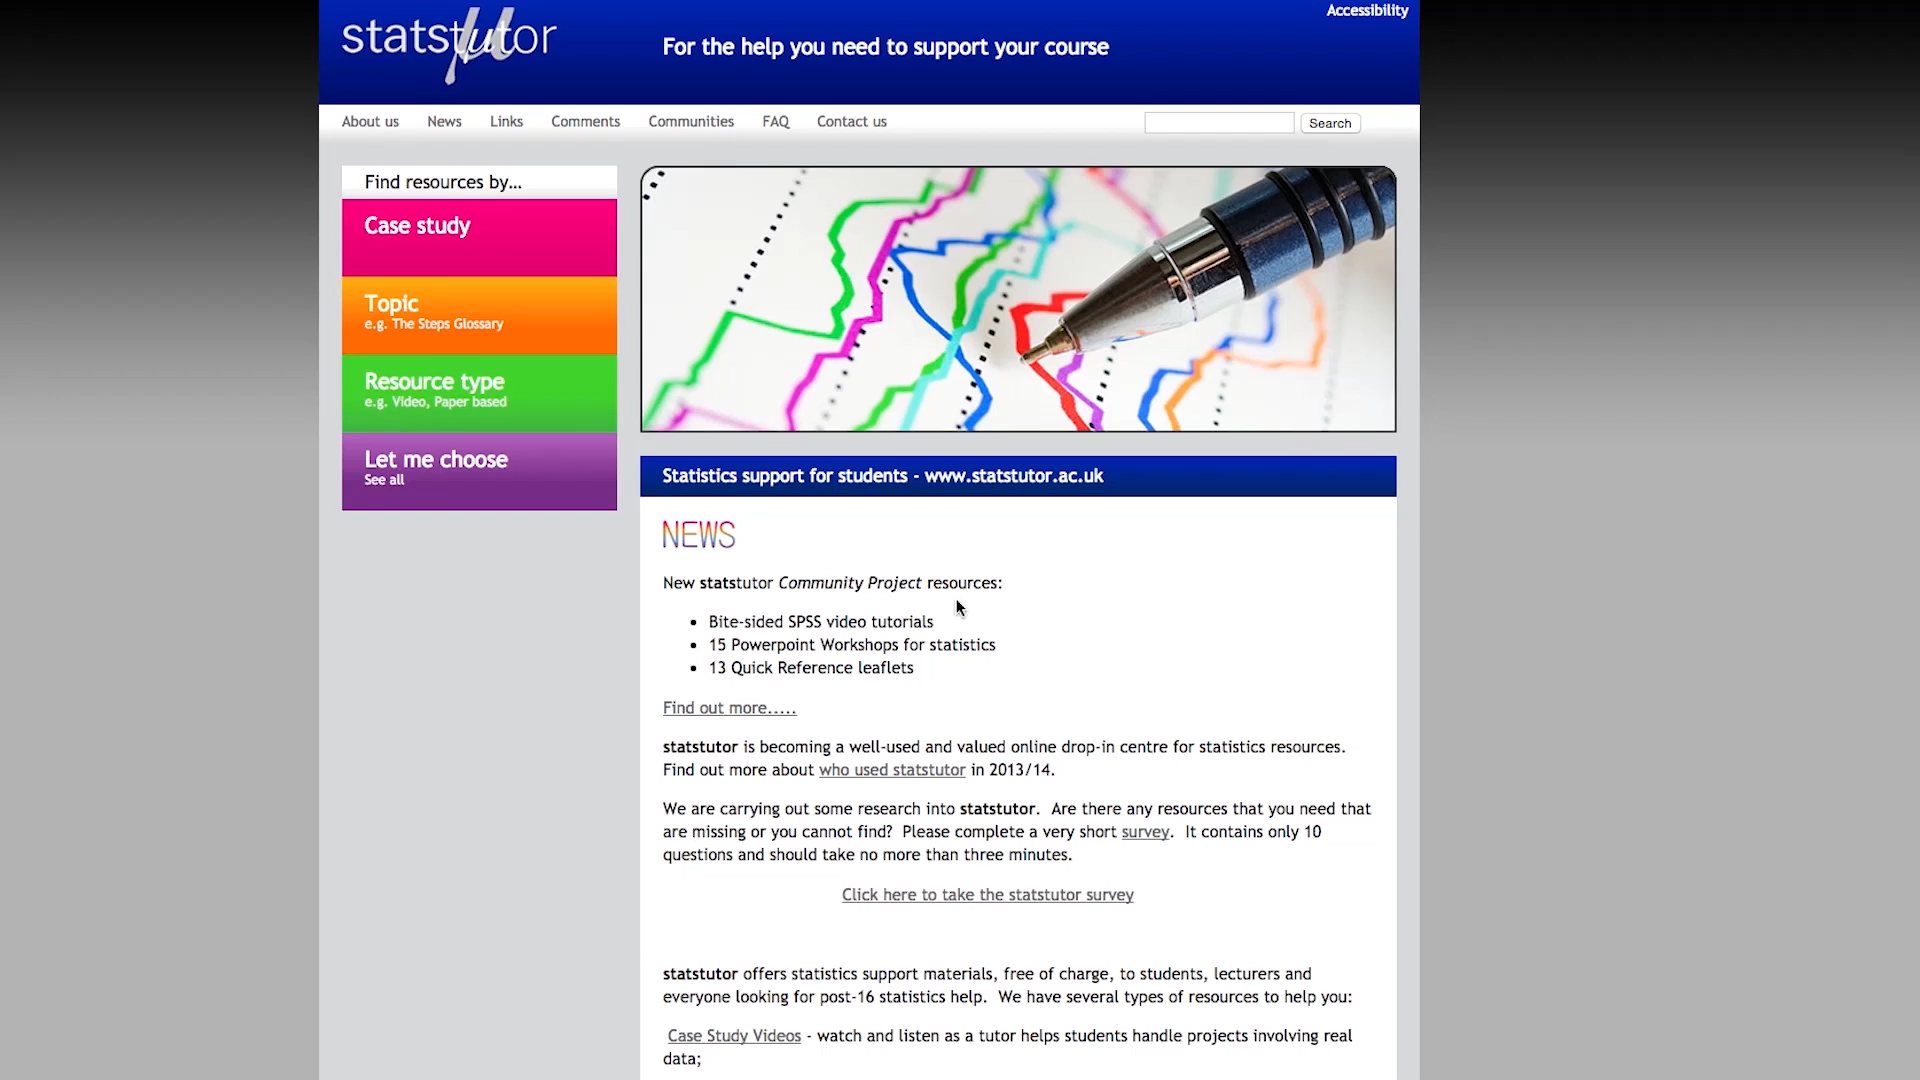 statstutor
For the help you need to support your course
Accessibility
About us News Links Comments Communities FAQ Contact us Search
Find resources by...
Case study
Topic
e.g. The Steps Glossary
Resource type
e.g. Video, Paper based
Let me choose
See all
Statistics support for students - www.statstutor.ac.uk
NEWS
New statstutor Community Project resources:
• Bite-sided SPSS video tutorials
• 15 Powerpoint Workshops for statistics
• 13 Quick Reference leaflets
Find out more.....
statstutor is becoming a well-used and valued online drop-in centre for statistics resources.
Find out more about who used statstutor in 2013/14.
We are carrying out some research into statstutor. Are there any resources that you need that
are missing or you cannot find? Please complete a very short survey. It contains only 10
questions and should take no more than three minutes.
Click here to take the statstutor survey
statstutor offers statistics support materials, free of charge, to students, lecturers and
everyone looking for post-16 statistics help. We have several types of resources to help you:
Case Study Videos - watch and listen as a tutor helps students handle projects involving real
data;